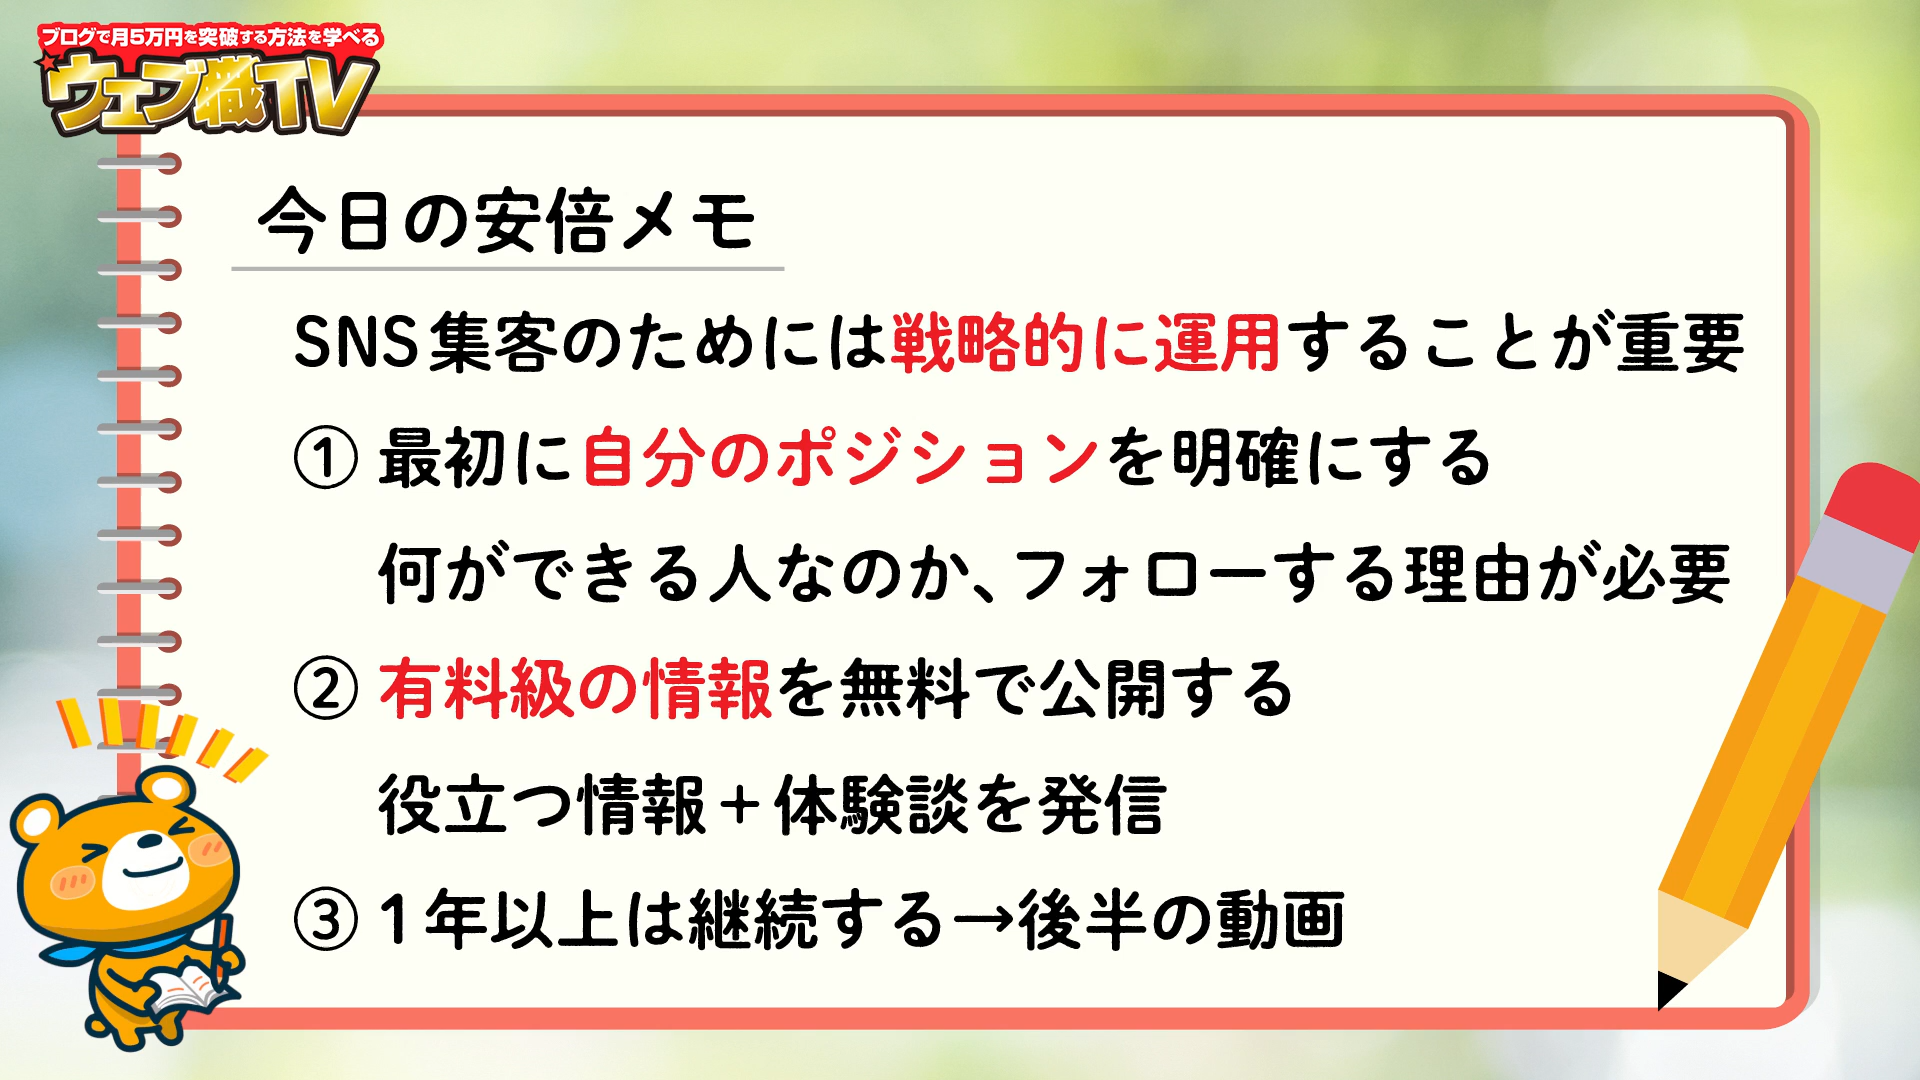 ブログで月5万円を突破する方法を学べる
ウェブ職TV
今日の安倍メモ
SNS集客のためには戦略的に運用することが重要
① 最初に自分のポジションを明確にする
何ができる人なのか、フォローする理由が必要
② 有料級の情報を無料で公開する
役立つ情報＋体験談を発信
③ 1年以上は継続する→後半の動画